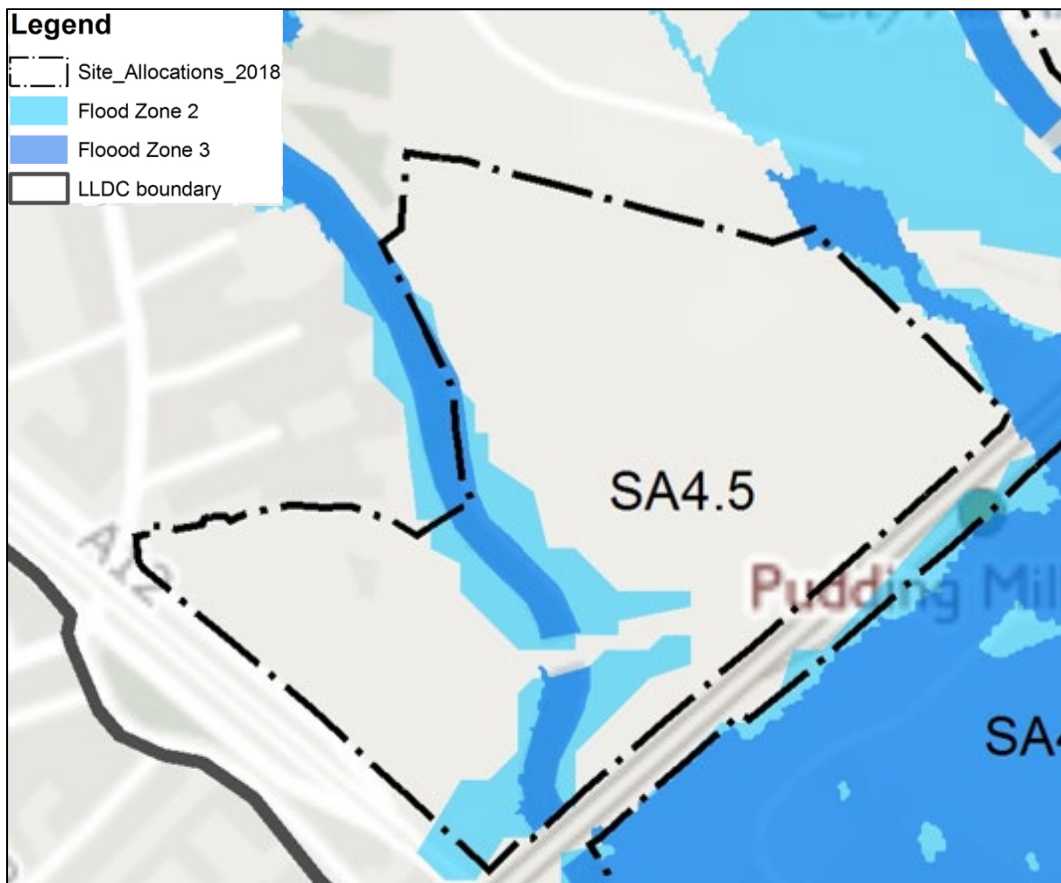 Legend
Site_Allocations_2018
Flood Zone 2
Floood Zone 3
LLDC boundary
SA4.5
A12
Pudding Mil
SA4